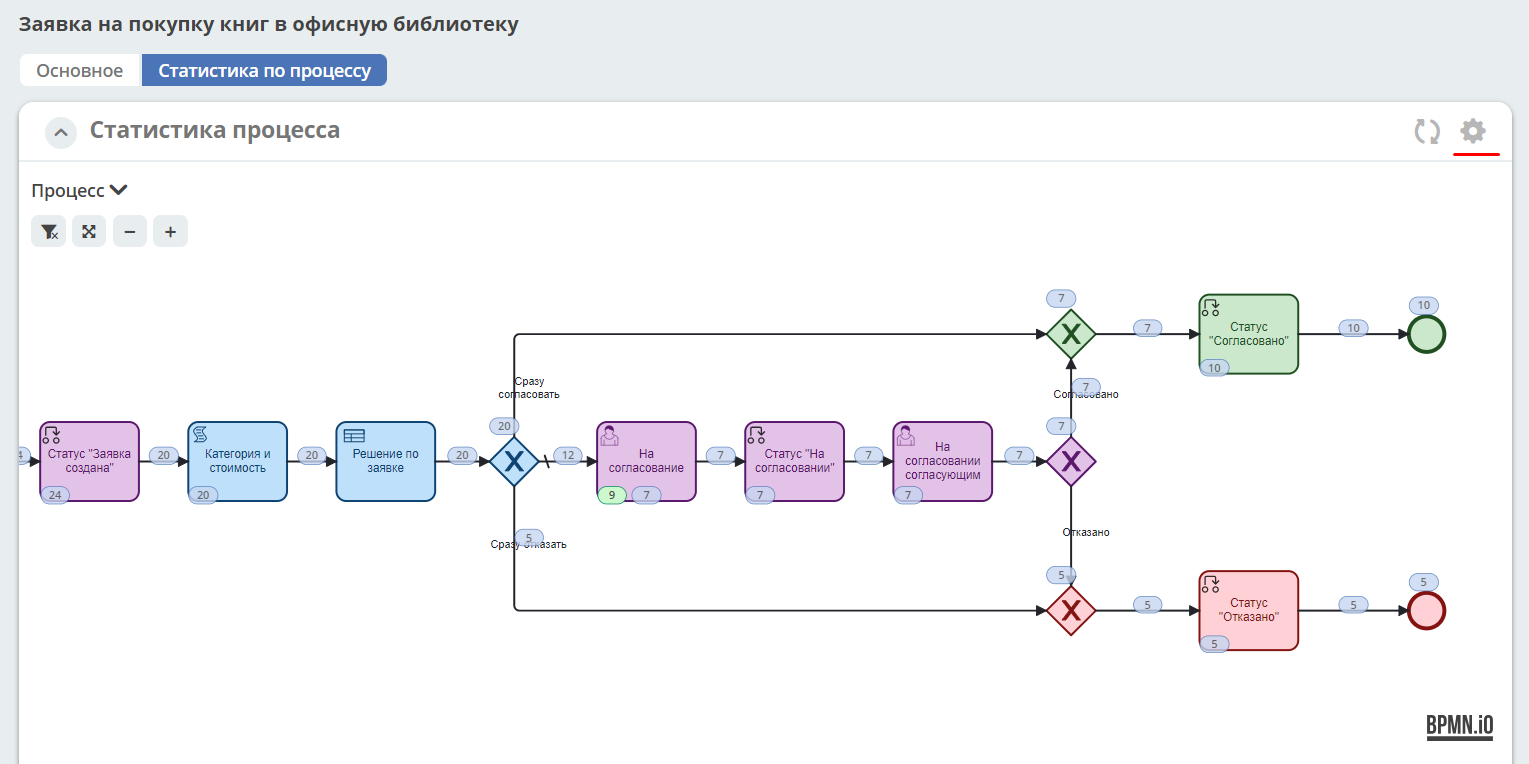 Заявка на покупку книг в офисную библиотеку
Основное
Статистика по процессу
Статистика процесса
Процесс
7
10
7
10
Статус
"Согласовано"
10
Сразу
согласовать
7
Согласовано
4
Статус "Заявка
создана"
24
20
Категория и
стоимость
20
20
Решение по
заявке
20
20
12
На
согласование
9
7
7
Статус "На
согласовании"
7
7
На
согласовании
согласующим
7
7
7
5
Сразу отказать
Отказано
5
5
Статус
"Отказано"
5
5
5
BPMN.iO